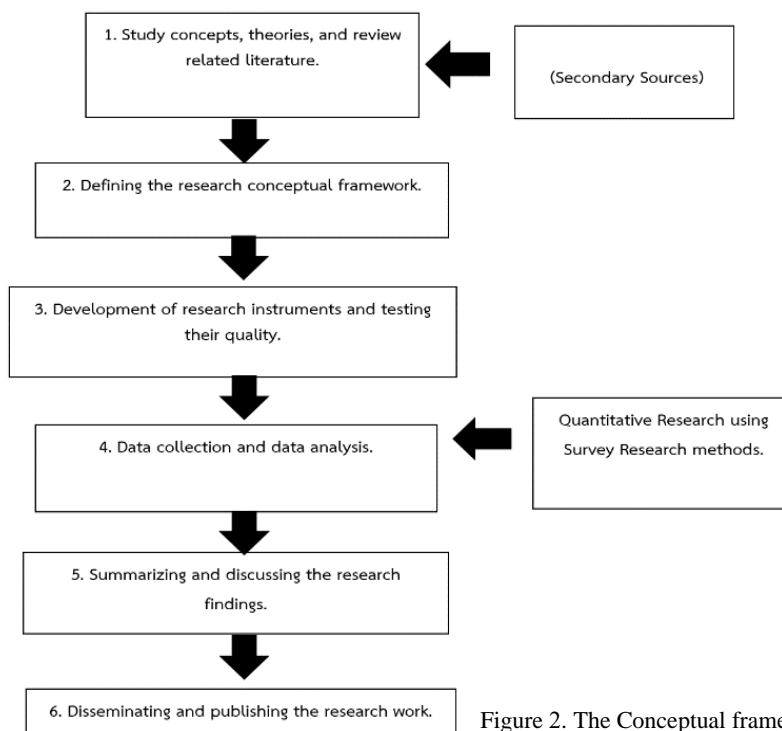 1. Study concepts, theories, and review
related literature.
(Secondary Sources)
2. Defining the research conceptual framework.
3. Development of research instruments and testing
their quality.
4. Data collection and data analysis.
Quantitative Research using
Survey Research methods.
5. Summarizing and discussing the research
findings.
6. Disseminating and publishing the research work.
Figure 2. The Conceptual frame